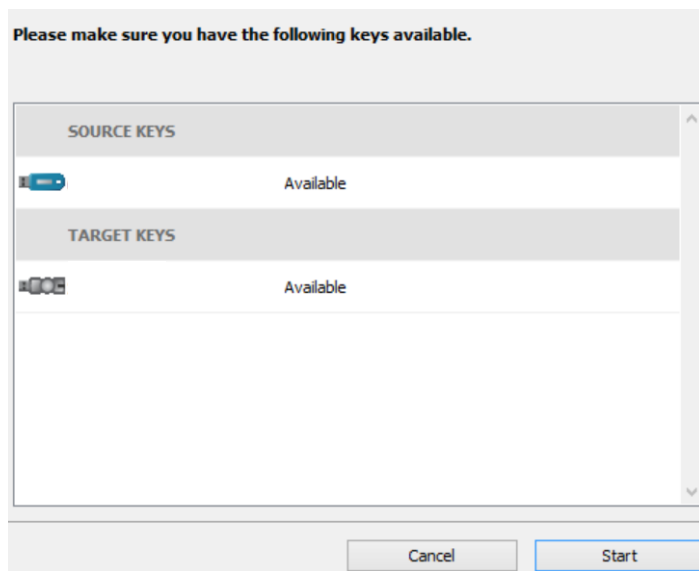 Please make sure you have the following keys available.
SOURCE KEYS
Available
TARGET KEYS
Available
Cancel
Start